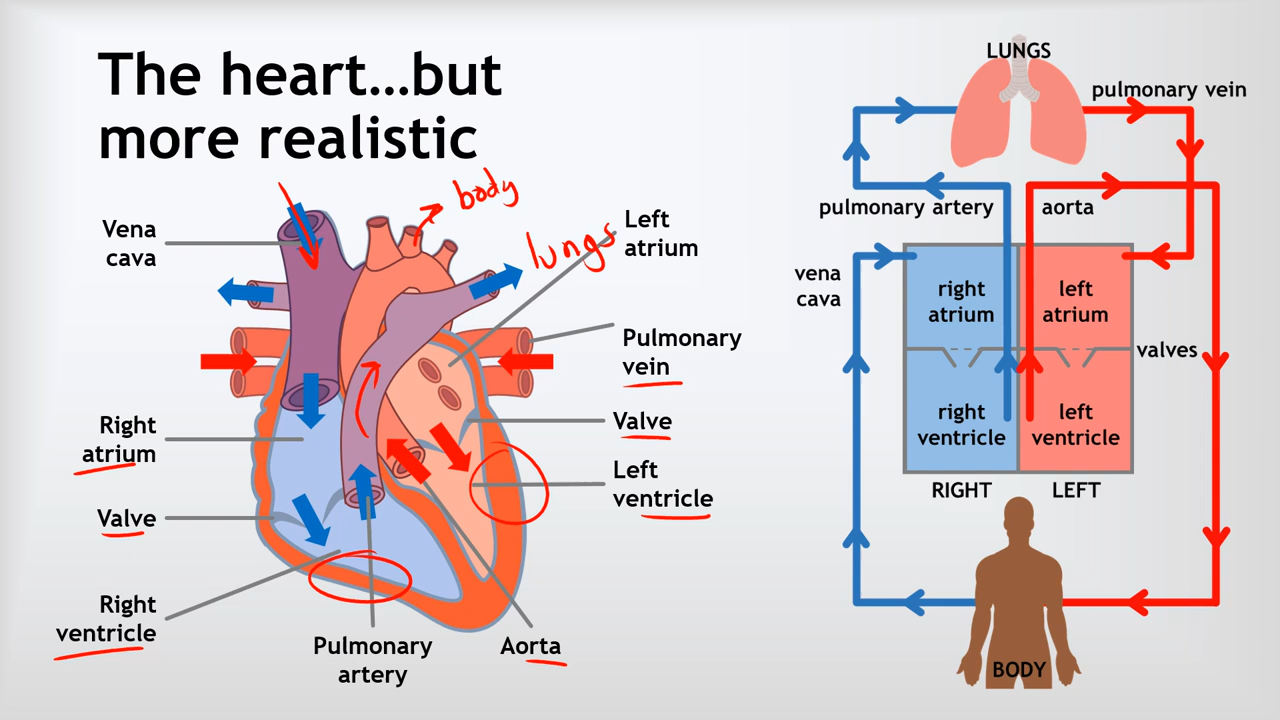 The heart...but
more realistic
body
lungs
Vena
cava
Left
atrium
Pulmonary
vein
Right
atrium
Valve
Left
ventricle
Valve
Right
ventricle
Pulmonary
artery
Aorta
LUNGS
pulmonary vein
pulmonary artery
aorta
vena
cava
right
atrium
left
atrium
valves
right
ventricle
left
ventricle
RIGHT
LEFT
BODY